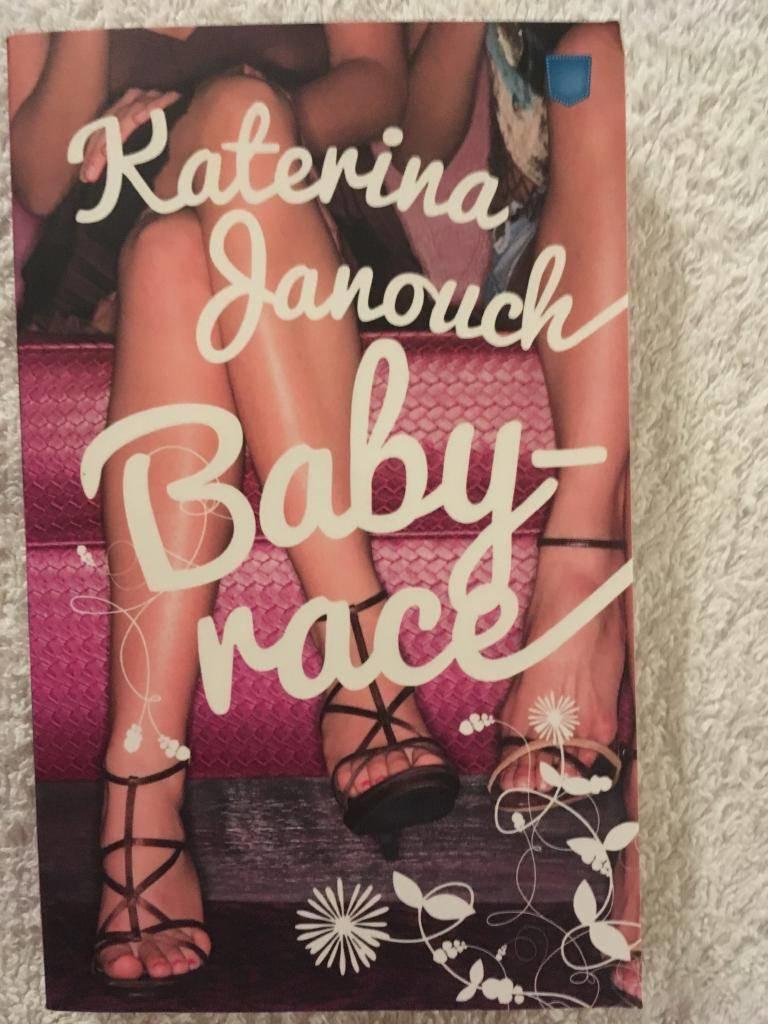 Katerina
Janouch
Baby-
race